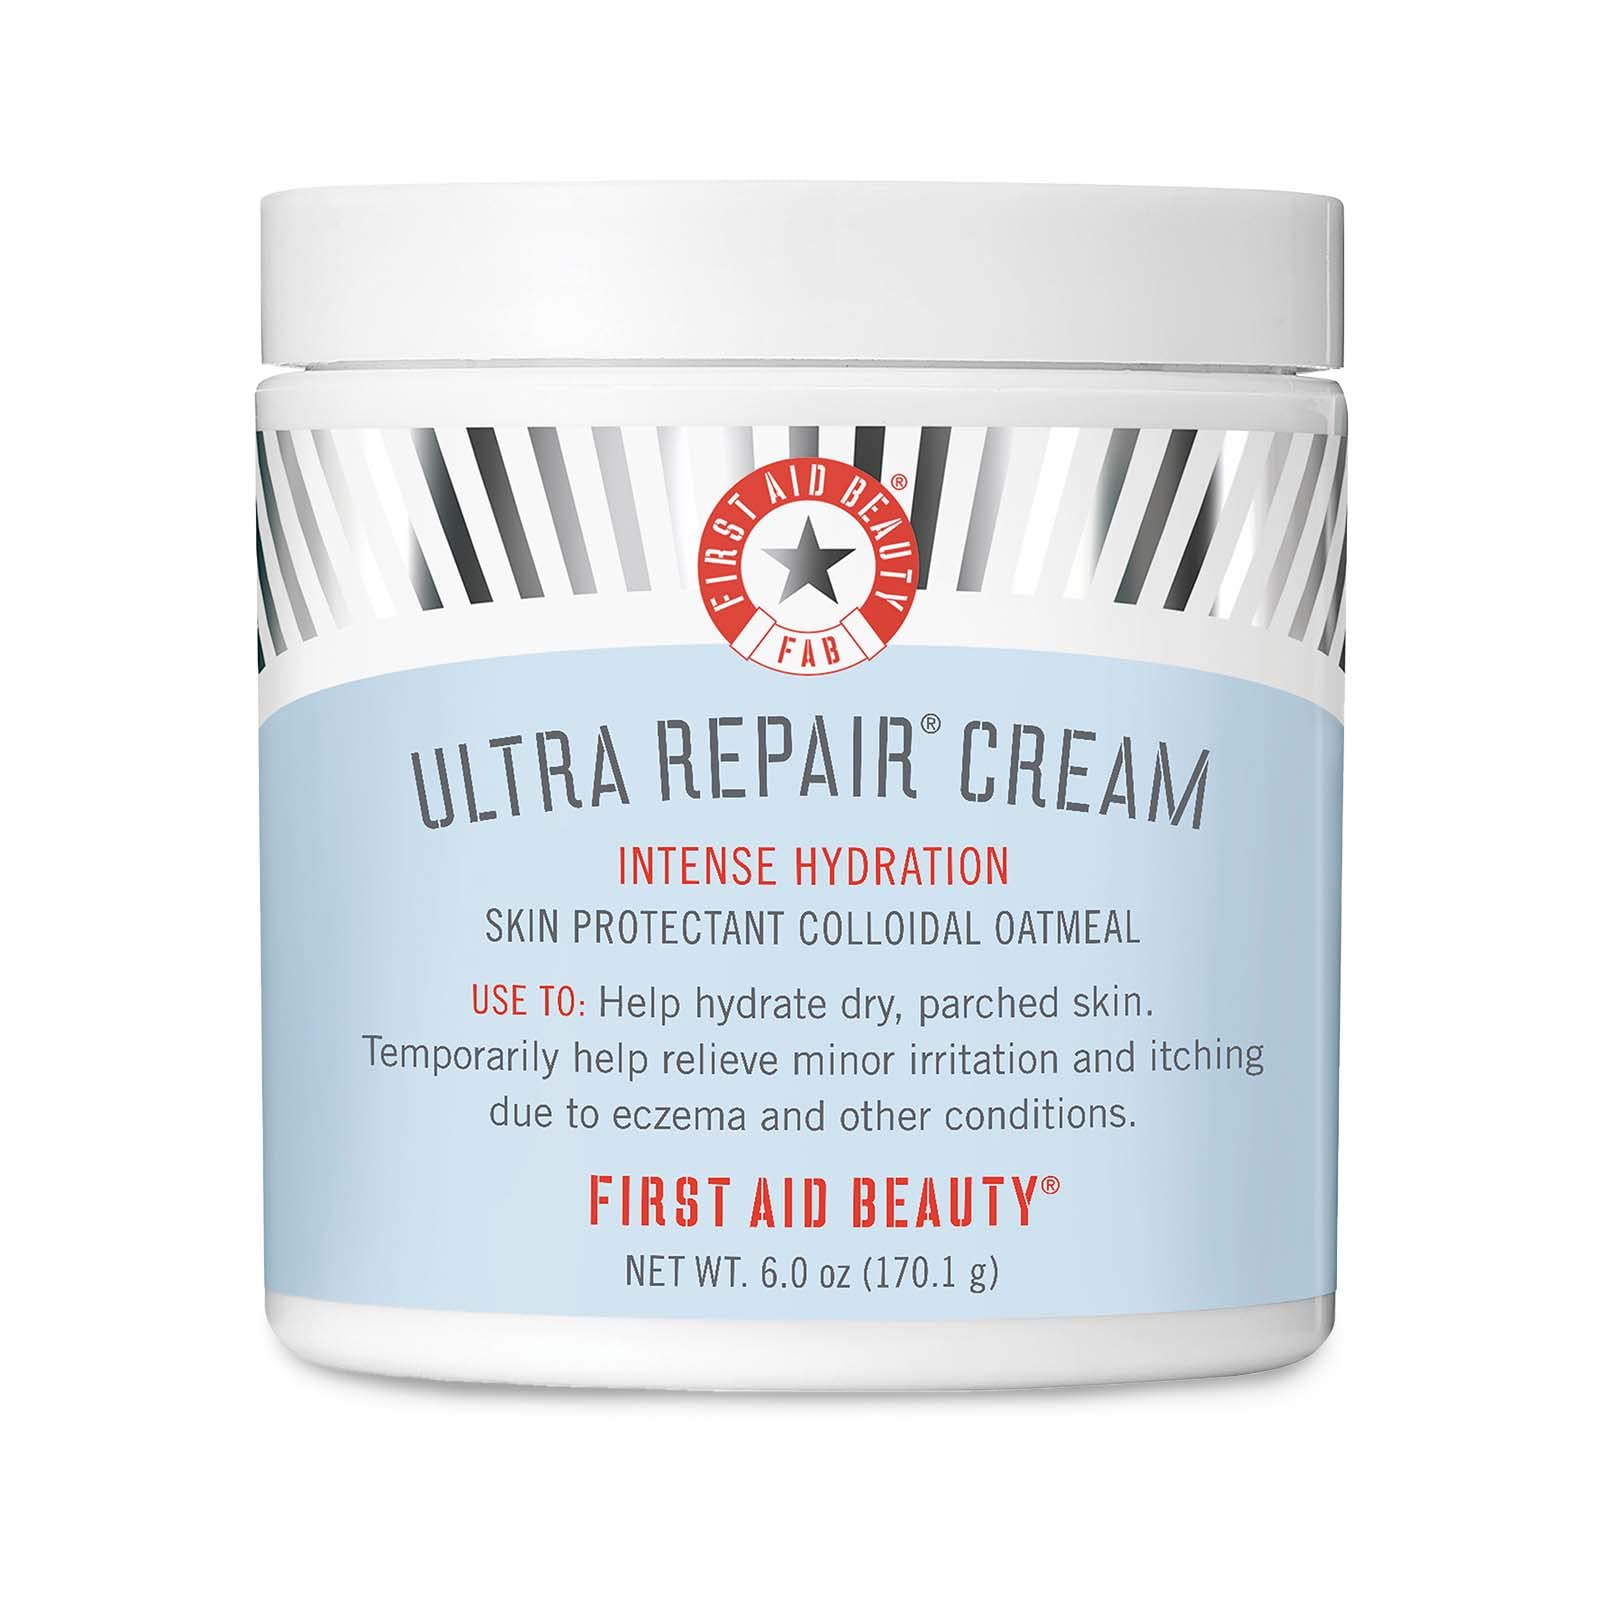 FIRST AID BEAUTY®
FAB
ULTRA REPAIR® CREAM
INTENSE HYDRATION
SKIN PROTECTANT COLLOIDAL OATMEAL
USE TO: Help hydrate dry, parched skin.
Temporarily help relieve minor irritation and itching
due to eczema and other conditions.
FIRST AID BEAUTY®
NET WT. 6.0 oz (170.1 g)